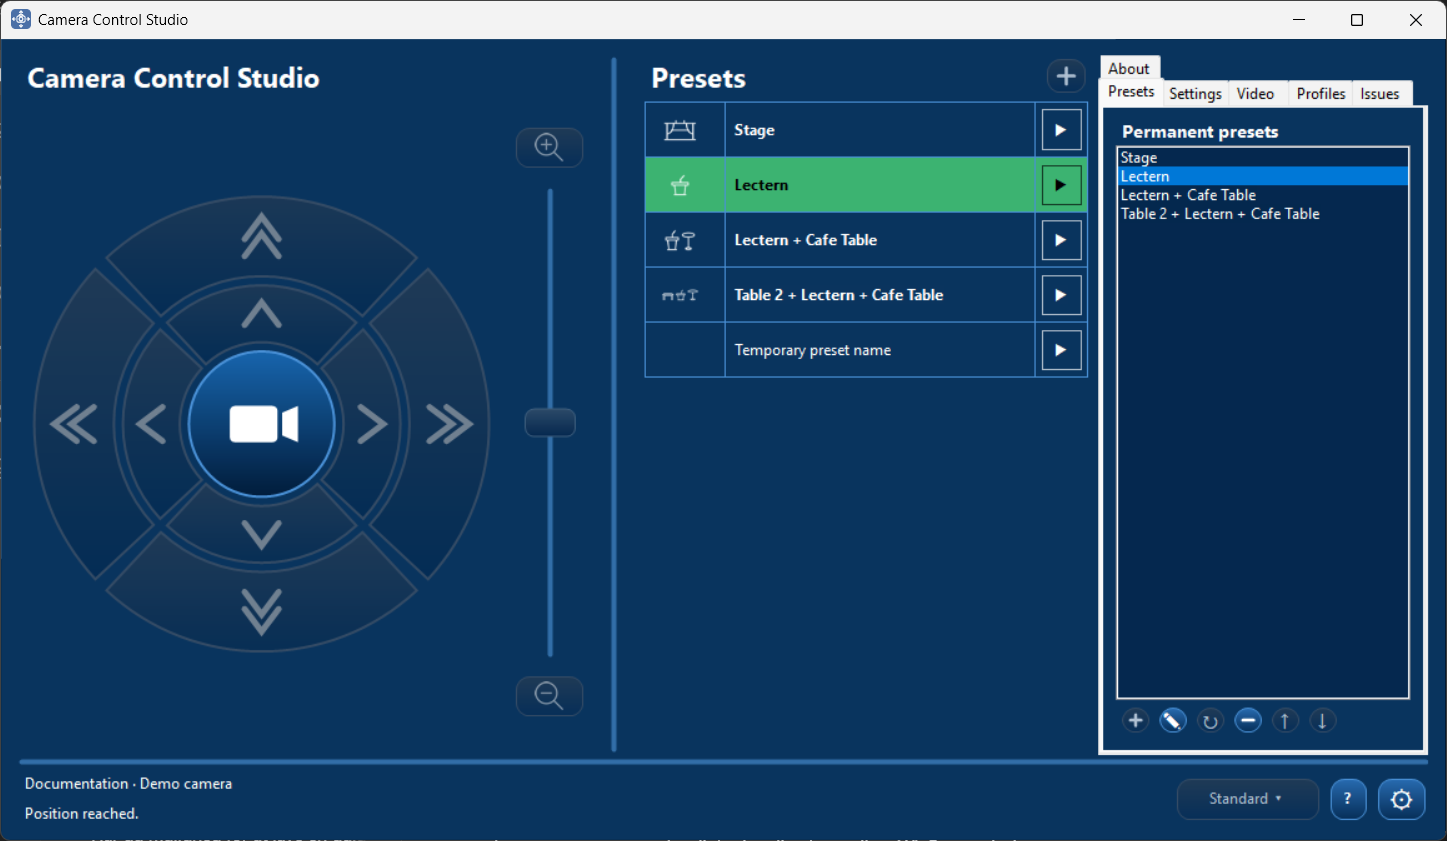 Camera Control Studio
Camera Control Studio
Presets
Stage
Lectern
Lectern + Cafe Table
Table 2 + Lectern + Cafe Table
Temporary preset name
About
Presets Settings Video Profiles Issues
Permanent presets
Stage
Lectern
Lectern + Cafe Table
Table 2 + Lectern + Cafe Table
Documentation · Demo camera
Position reached.
Standard
?